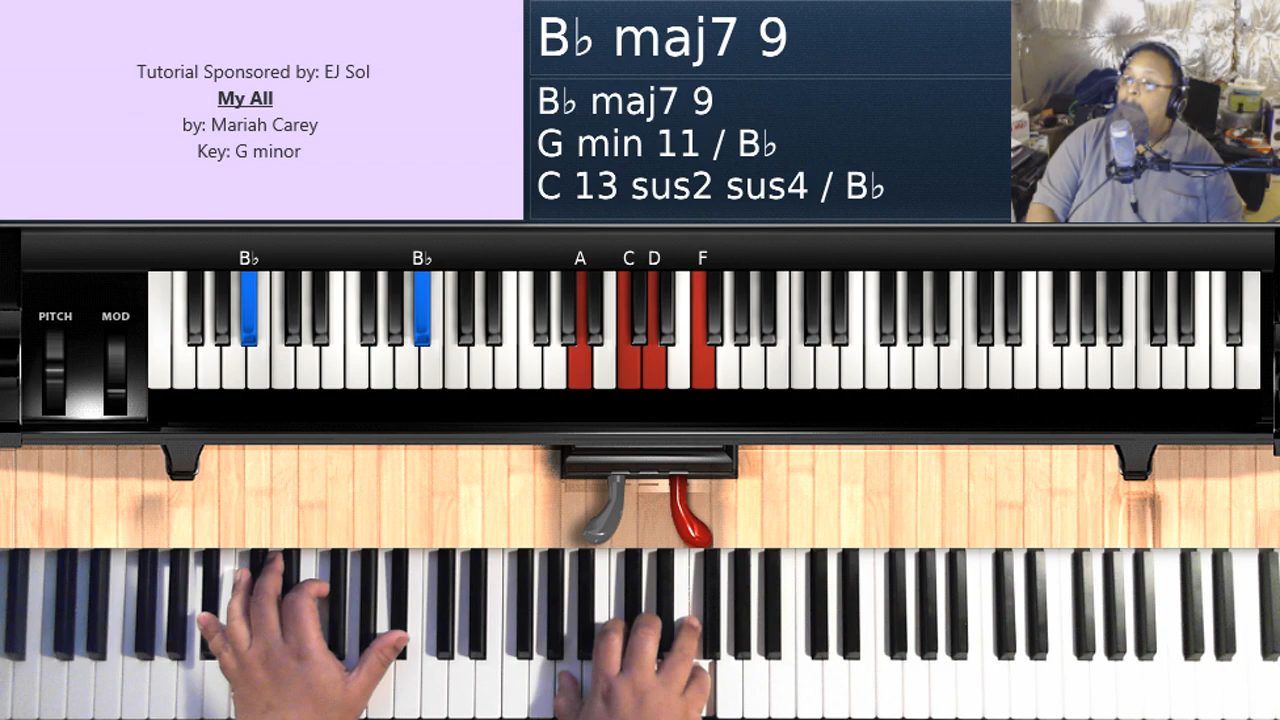 Tutorial Sponsored by: EJ Sol
My All
by: Mariah Carey
Key: G minor
B♭ maj7 9
B♭ maj7 9
G min 11 / B♭
C 13 sus2 sus4 / B♭
B♭ B♭ A C D F
PITCH MOD